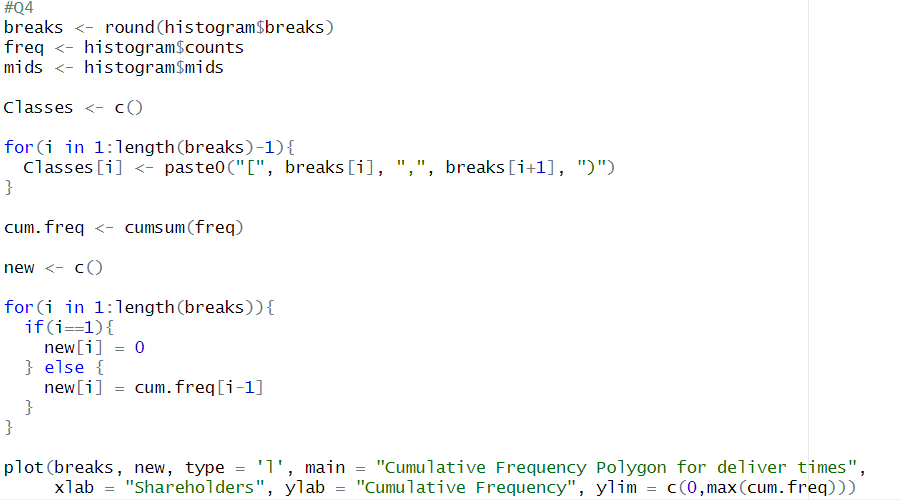 #Q4
breaks <- round(histogram$breaks)
freq <- histogram$counts
mids <- histogram$mids
Classes <- c()
for(i in 1:length(breaks)-1){
  Classes[i] <- paste0("[", breaks[i], ",", breaks[i+1], ")")
}
cum.freq <- cumsum(freq)
new <- c()
for(i in 1:length(breaks)){
  if(i==1){
    new[i] = 0
  } else {
    new[i] = cum.freq[i-1]
  }
}
plot(breaks, new, type = 'l', main = "Cumulative Frequency Polygon for deliver times",
     xlab = "Shareholders", ylab = "Cumulative Frequency", ylim = c(0,max(cum.freq)))